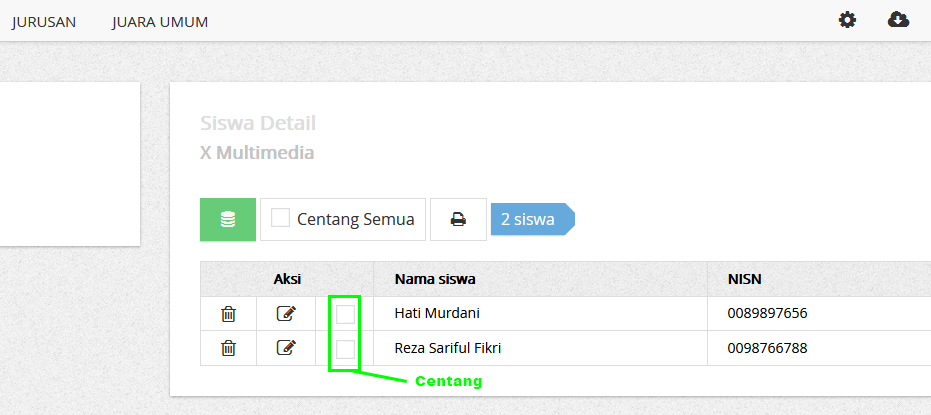 JURUSAN JUARA UMUM
Siswa Detail
X Multimedia
Centang Semua 2 siswa
Aksi Nama siswa NISN
Hati Murdani 0089897656
Reza Sariful Fikri 0098766788
Centang